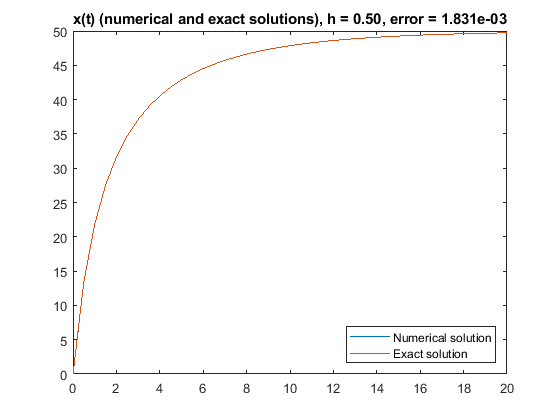 x(t) (numerical and exact solutions), h = 0.50, error = 1.831e-03
50
45
40
35
30
25
20
15
10
5
0
0 2 4 6 8 10 12 14 16 18 20
Numerical solution
Exact solution